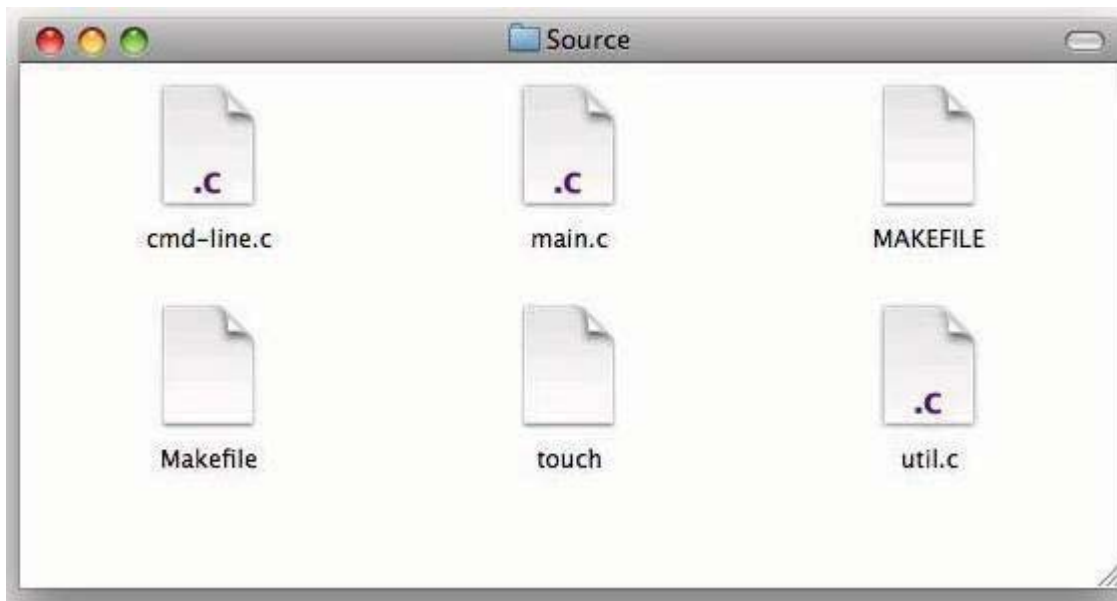 Source
.C
.C
cmd-line.c
main.c
MAKEFILE
.C
Makefile
touch
util.c